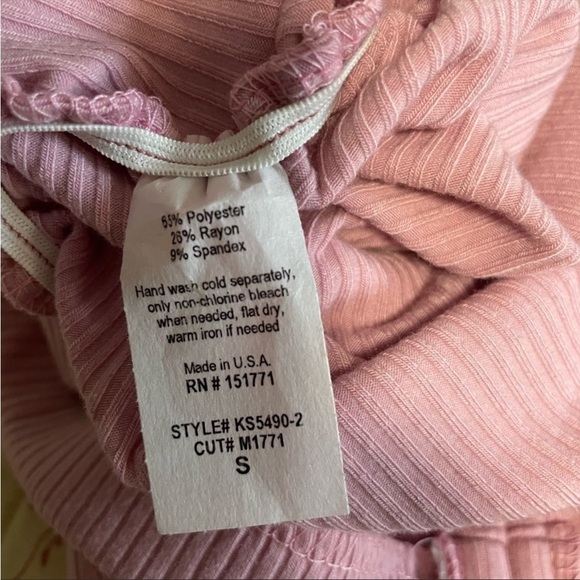 65% Polyester
26% Rayon
9% Spandex
Hand wash cold separately,
only non-chlorine bleach
when needed, flat dry,
warm iron if needed
Made in U.S.A.
RN # 151771
STYLE# KS5490-2
CUT# M1771
S